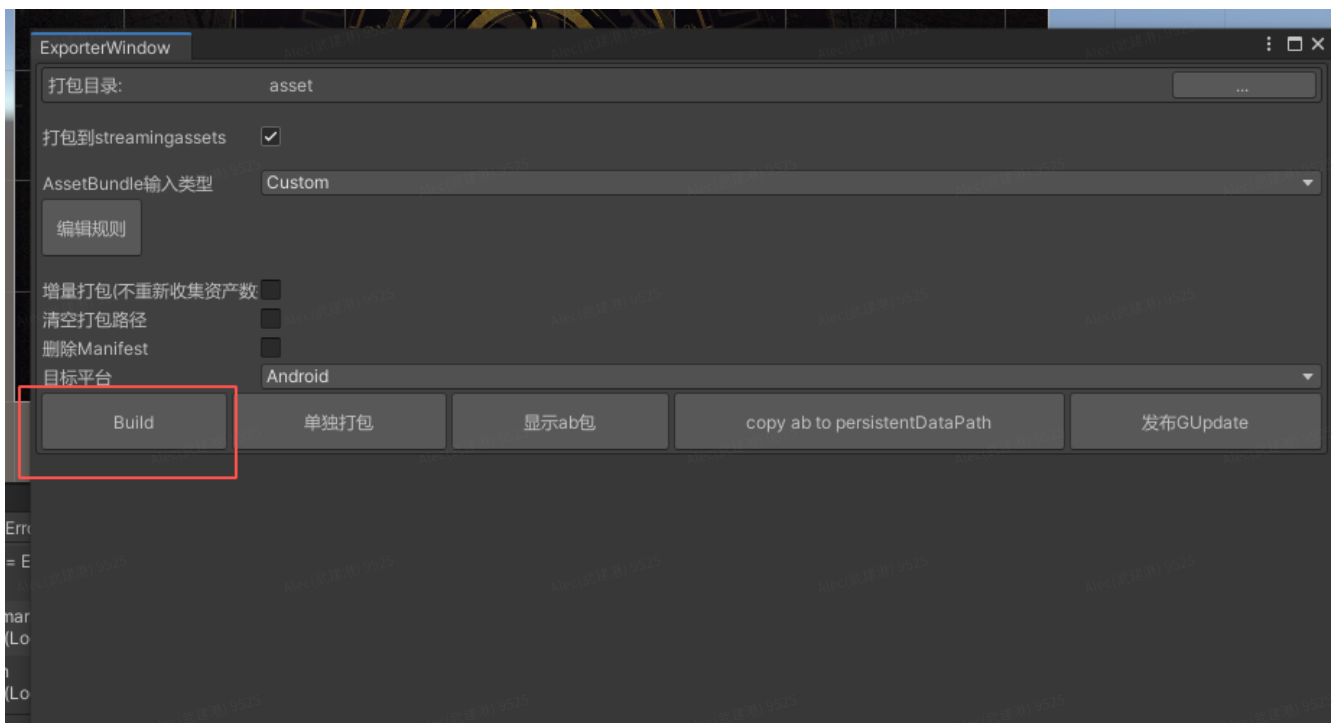 ExporterWindow
打包目录: asset ...
打包到streamingassets
AssetBundle输入类型 Custom
编辑规则
增量打包(不重新收集资产数
清空打包路径
删除Manifest
目标平台 Android
Build 单独打包 显示ab包 copy ab to persistentDataPath 发布GUpdate
Erro
= E
mar
(Lo
(Lo